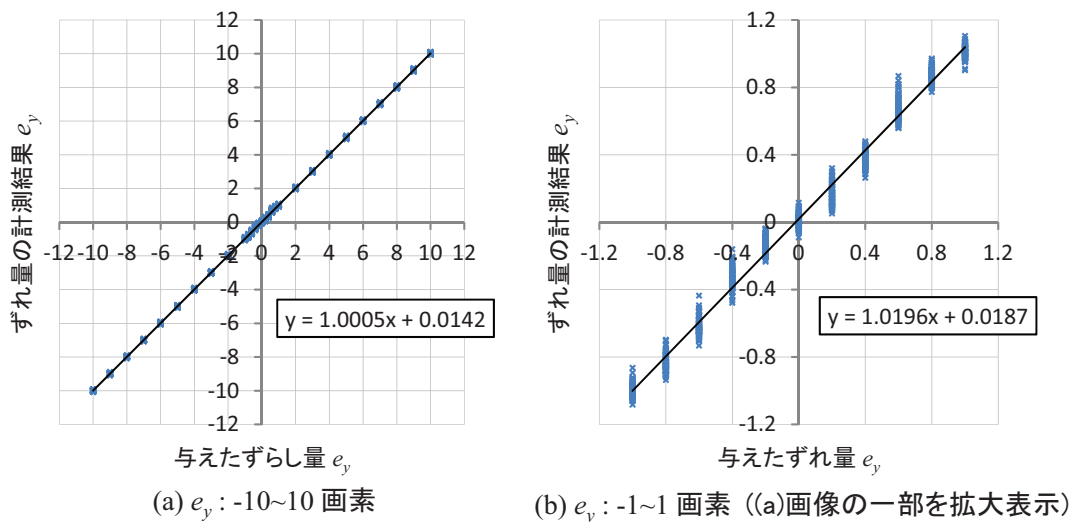 12
10
8
6
4
2
0
-2
-4
-6
-8
-10
-12
-12 -10 -8 -6 -4 -2 0 2 4 6 8 10 12
ずれ量の計測結果 e_y
y = 1.0005x + 0.0142
与えたずらし量 e_y
(a) e_y : -10~10 画素
1.2
0.8
0.4
0
-0.4
-0.8
-1.2
-1.2 -0.8 -0.4 0 0.4 0.8 1.2
ずれ量の計測結果 e_y
y = 1.0196x + 0.0187
与えたずれ量 e_y
(b) e_y : -1~1 画素 ((a)画像の一部を拡大表示)